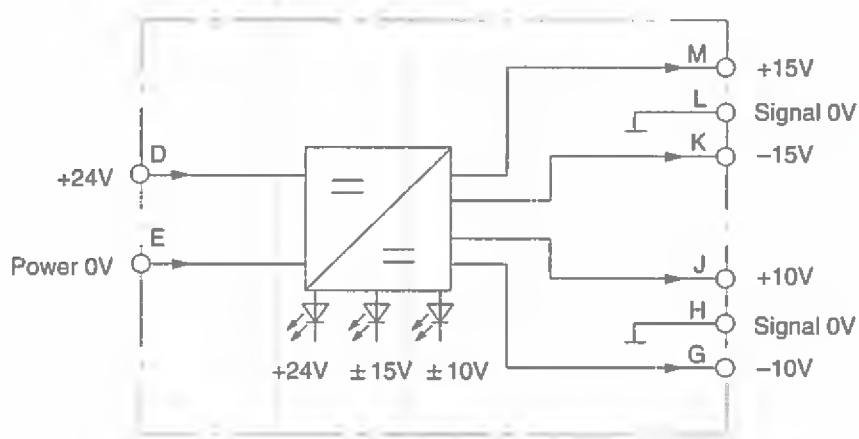 M
+15V
L
Signal 0V
K
−15V
D
+24V
E
Power 0V
J
+10V
H
Signal 0V
G
−10V
+24V ±15V ±10V